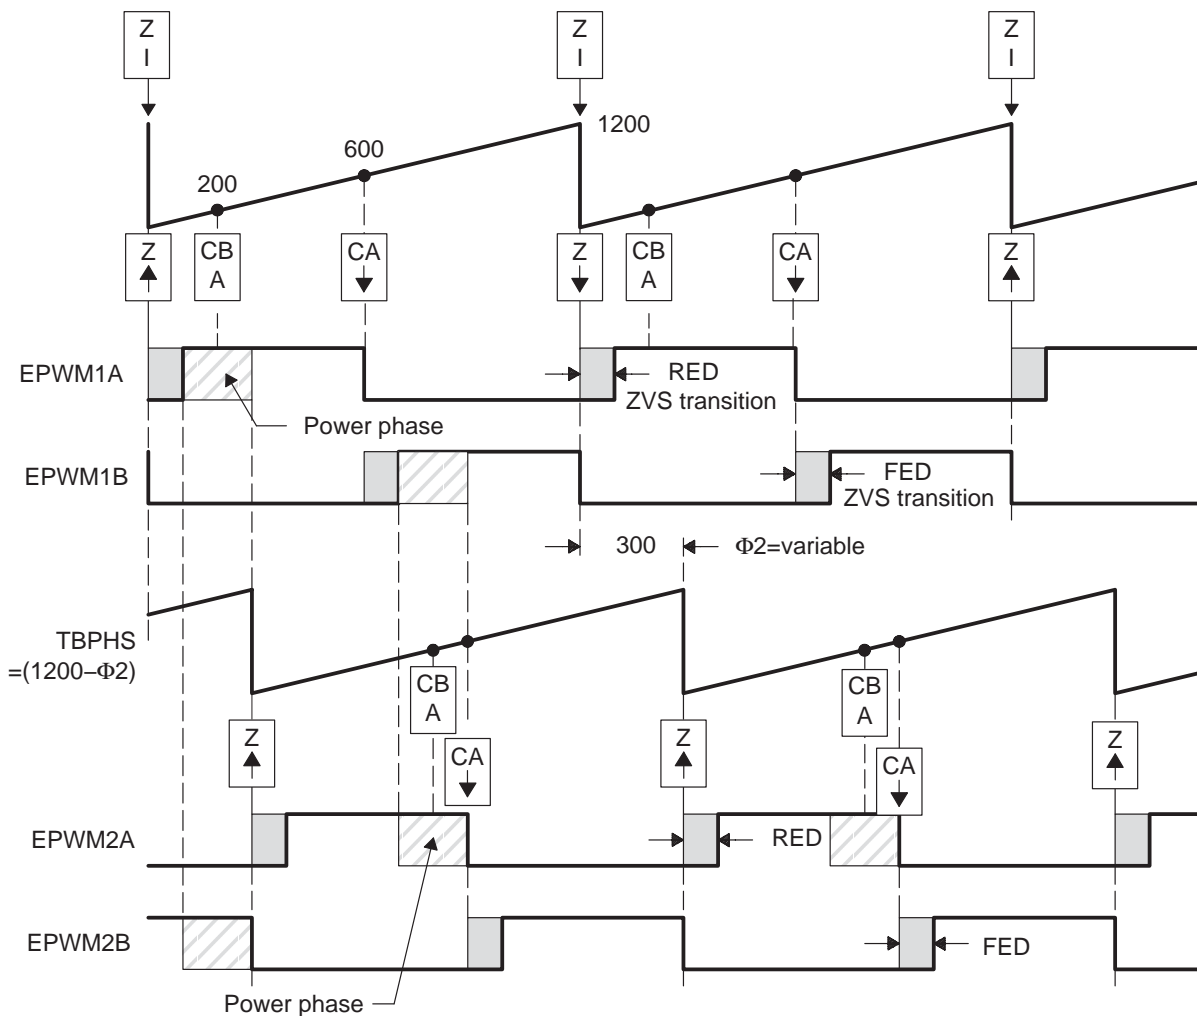 Z
I
Z
I
Z
I
1200
600
200
Z
CB
A
CA
Z
CB
A
CA
Z
EPWM1A
RED
ZVS transition
Power phase
EPWM1B
FED
ZVS transition
300
Φ2=variable
TBPHS
=(1200–Φ2)
CB
A
CB
A
Z
CA
Z
CA
Z
EPWM2A
RED
EPWM2B
FED
Power phase